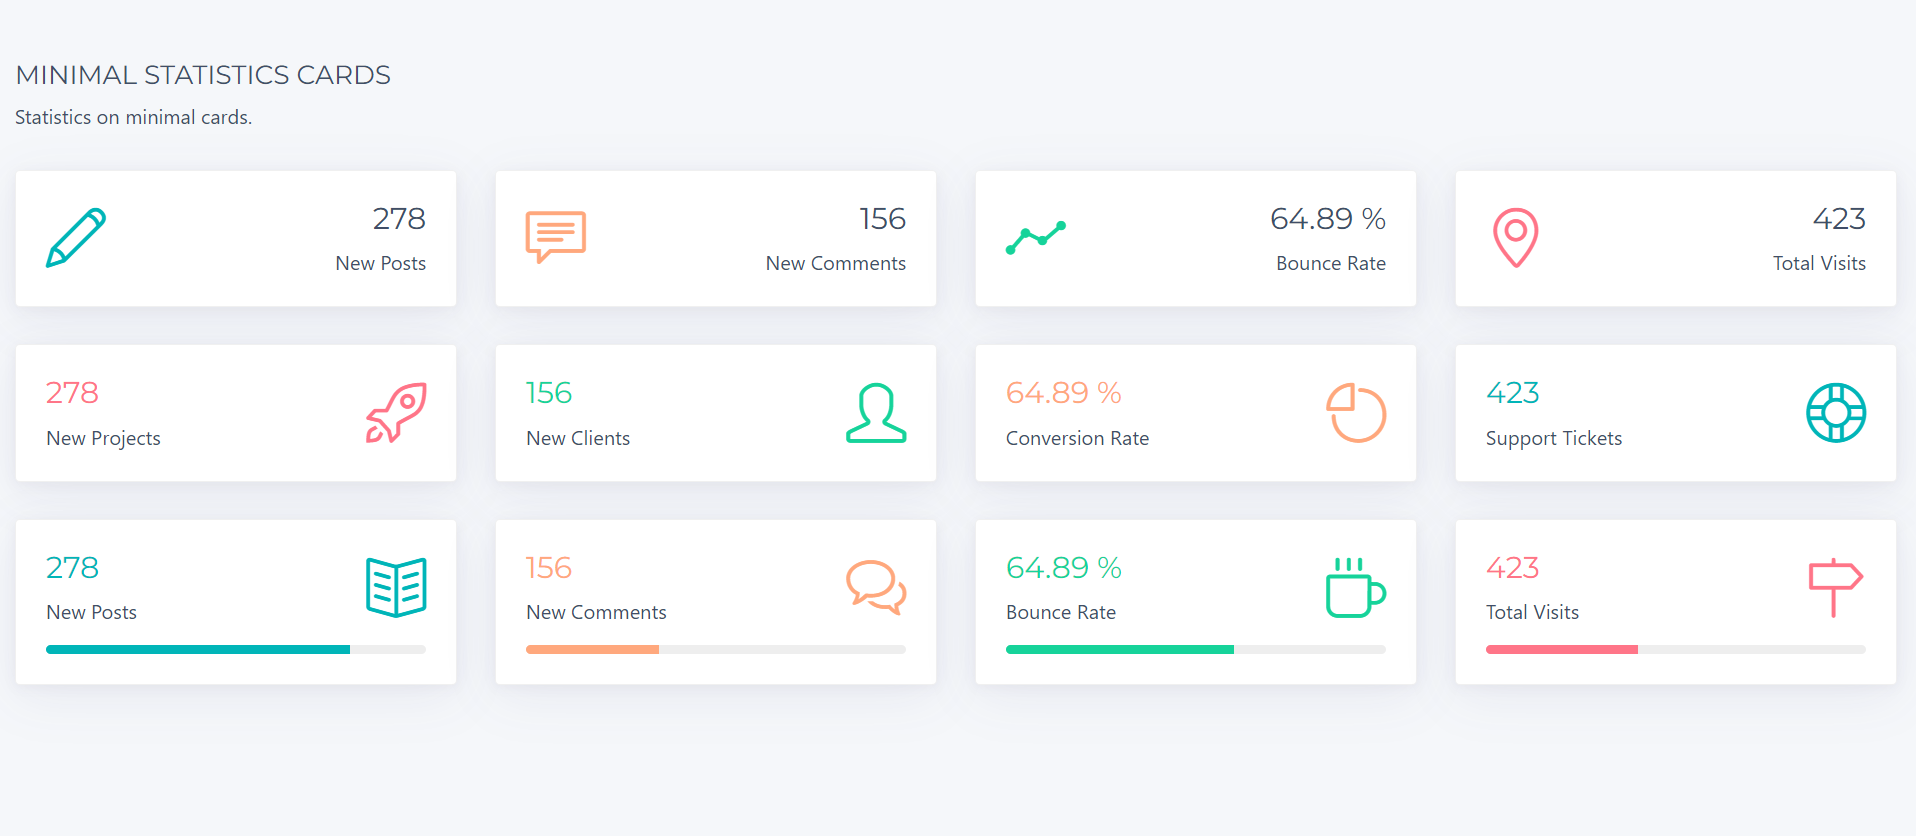 MINIMAL STATISTICS CARDS
Statistics on minimal cards.
278
New Posts
156
New Comments
64.89 %
Bounce Rate
423
Total Visits
278
New Projects
156
New Clients
64.89 %
Conversion Rate
423
Support Tickets
278
New Posts
156
New Comments
64.89 %
Bounce Rate
423
Total Visits